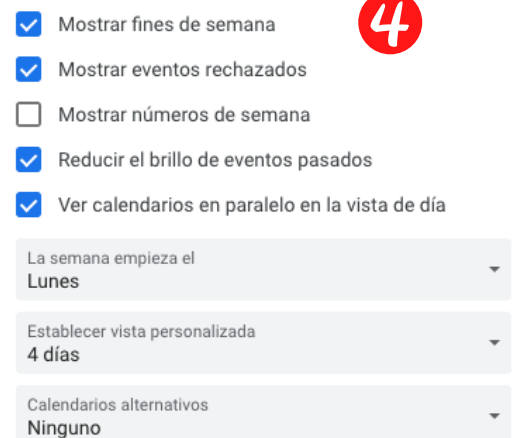 Mostrar fines de semana
4
Mostrar eventos rechazados
Mostrar números de semana
Reducir el brillo de eventos pasados
Ver calendarios en paralelo en la vista de día
La semana empieza el
Lunes
Establecer vista personalizada
4 días
Calendarios alternativos
Ninguno